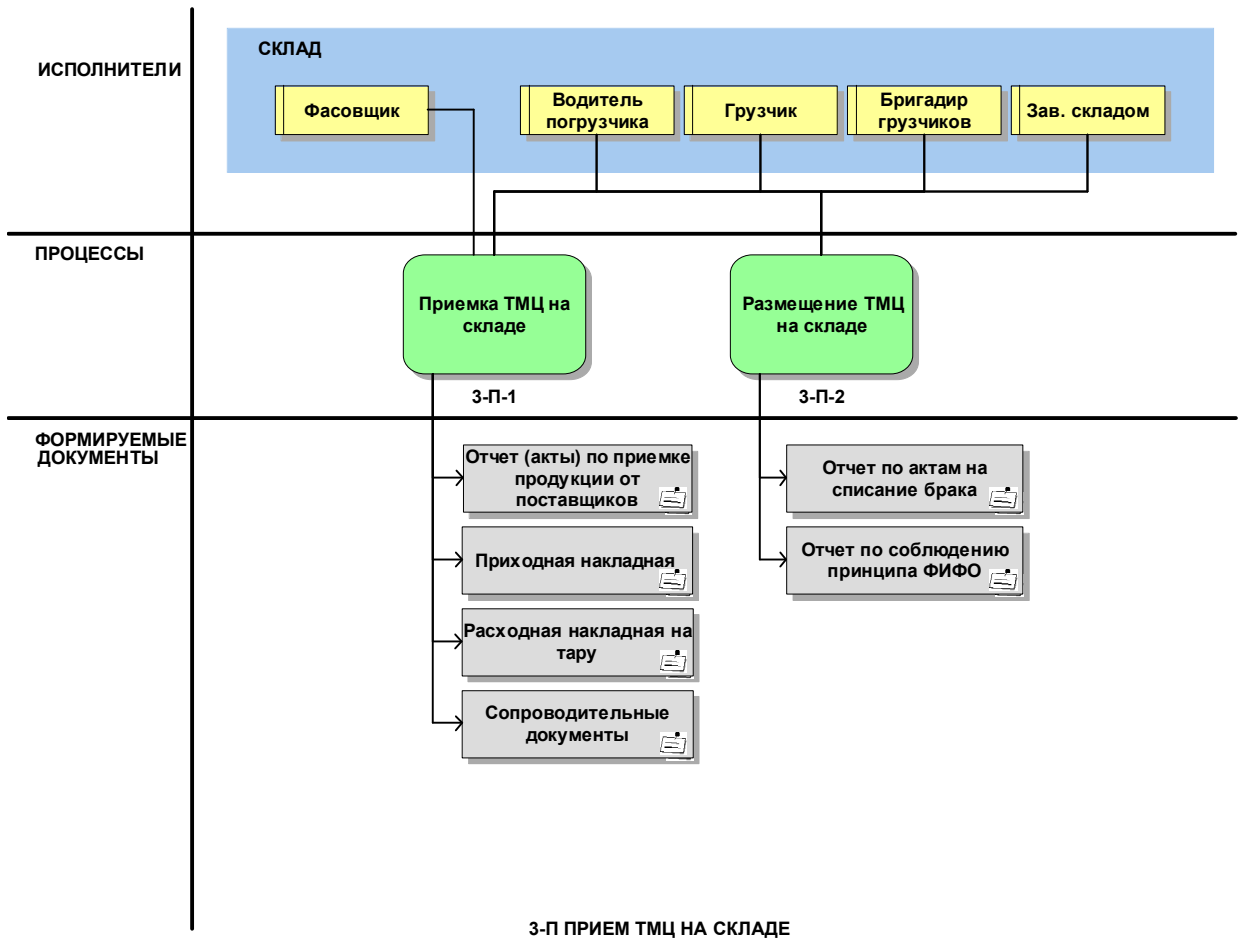 ИСПОЛНИТЕЛИ
СКЛАД
Фасовщик
Водитель
погрузчика
Грузчик
Бригадир
грузчиков
Зав. складом
ПРОЦЕССЫ
Приемка ТМЦ на
складе
Размещение ТМЦ
на складе
3-П-1
3-П-2
ФОРМИРУЕМЫЕ
ДОКУМЕНТЫ
Отчет (акты) по приемке
продукции от
поставщиков
Приходная накладная
Расходная накладная на
тару
Сопроводительные
документы
Отчет по актам на
списание брака
Отчет по соблюдению
принципа ФИФО
3-П ПРИЕМ ТМЦ НА СКЛАДЕ